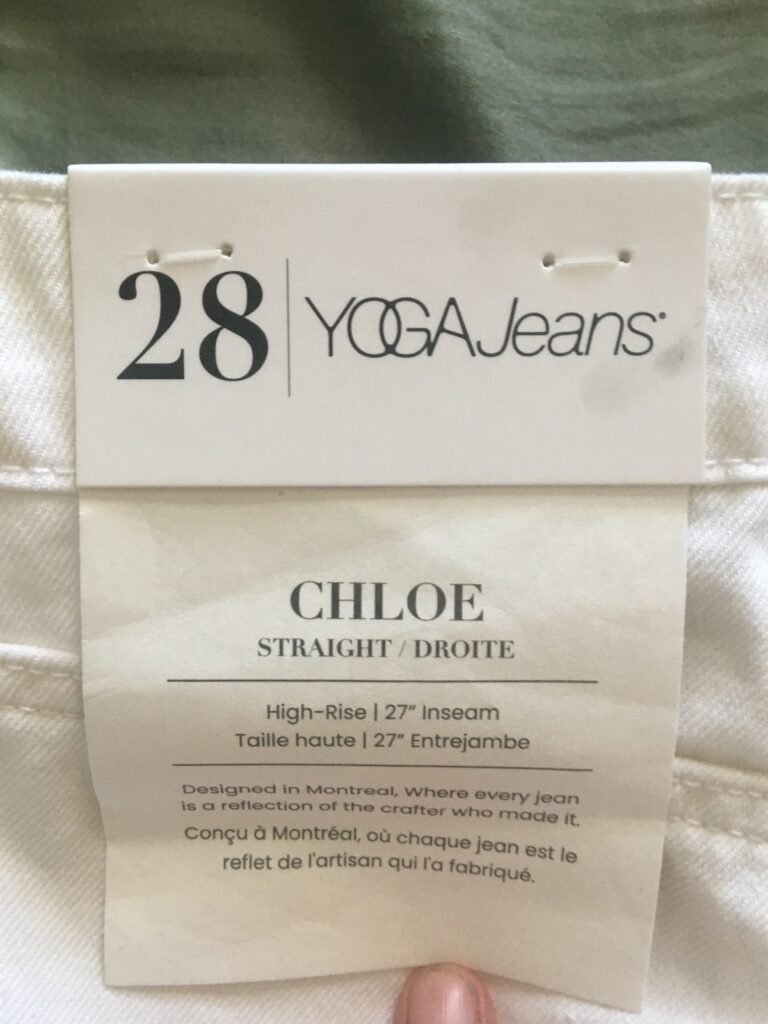 28 YOGA Jeans
CHLOE
STRAIGHT / DROITE
High-Rise | 27" Inseam
Taille haute | 27" Entrejambe
Designed in Montreal, Where every jean
is a reflection of the crafter who made it.
Conçu à Montréal, où chaque jean est le
reflet de l'artisan qui l'a fabriqué.